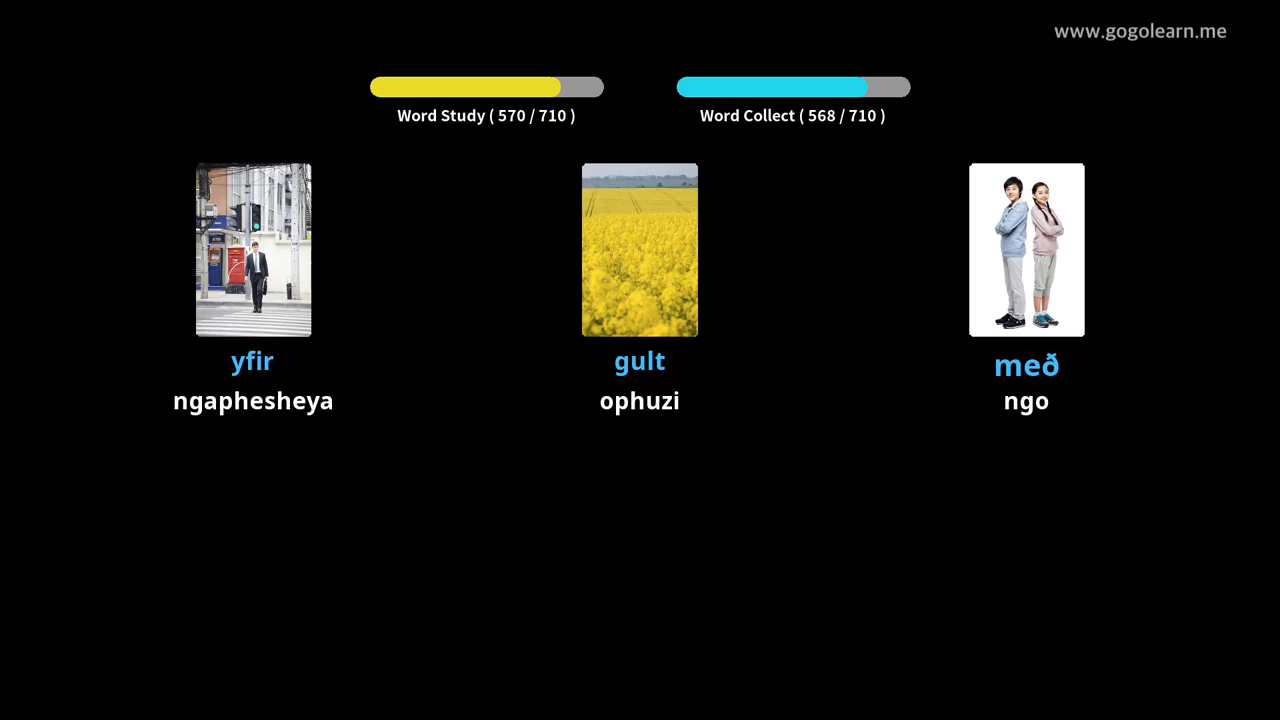 www.gogolearn.me
Word Study ( 570 / 710 )
Word Collect ( 568 / 710 )
yfir
gult
með
ngaphesheya
ophuzi
ngo